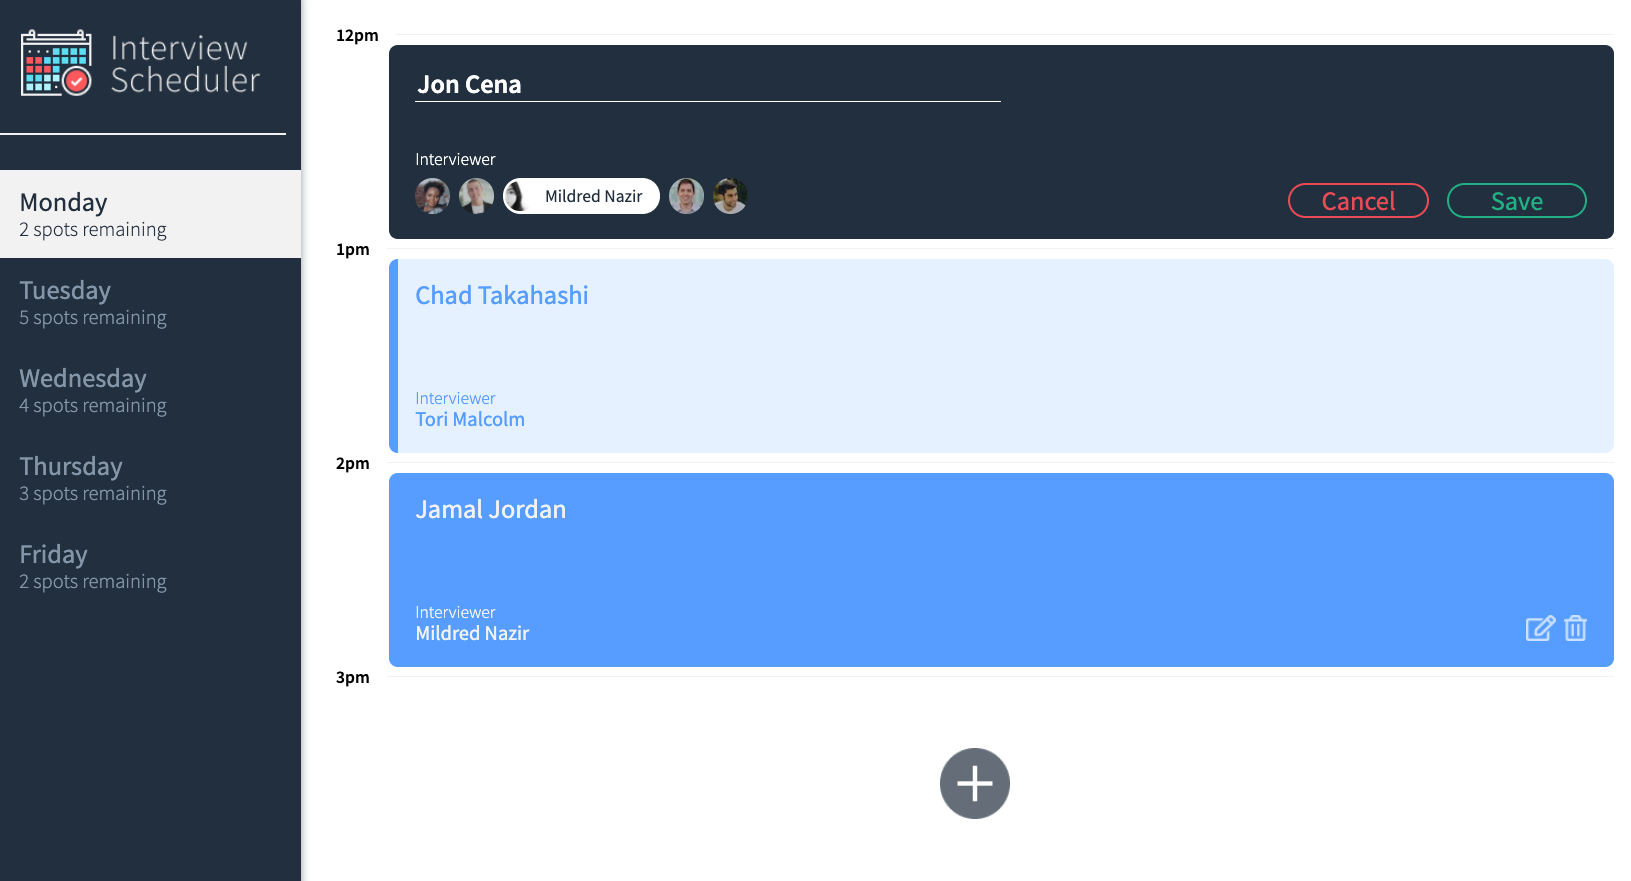 Interview
Scheduler
Monday
2 spots remaining
Tuesday
5 spots remaining
Wednesday
4 spots remaining
Thursday
3 spots remaining
Friday
2 spots remaining
12pm
Jon Cena
Interviewer
Mildred Nazir
Cancel
Save
1pm
Chad Takahashi
Interviewer
Tori Malcolm
2pm
Jamal Jordan
Interviewer
Mildred Nazir
3pm